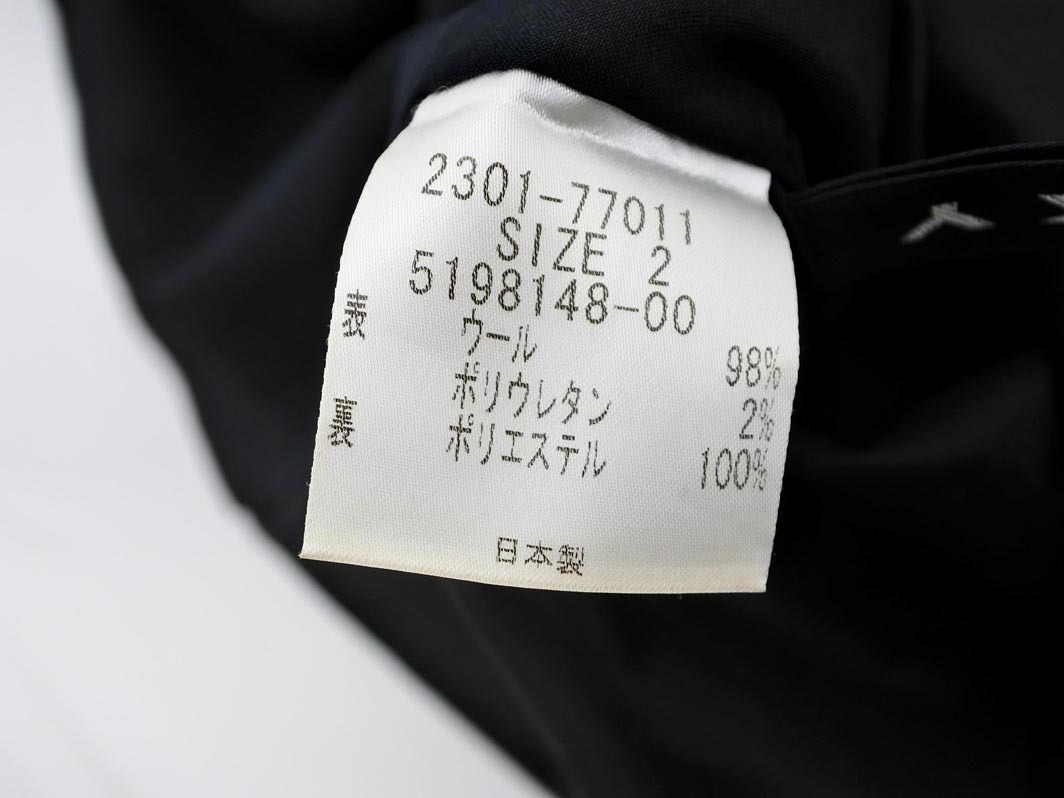 2301-77011
SIZE 2
5198148-00
表 ウール 98%
ポリウレタン 2%
裏 ポリエステル 100%
日本製